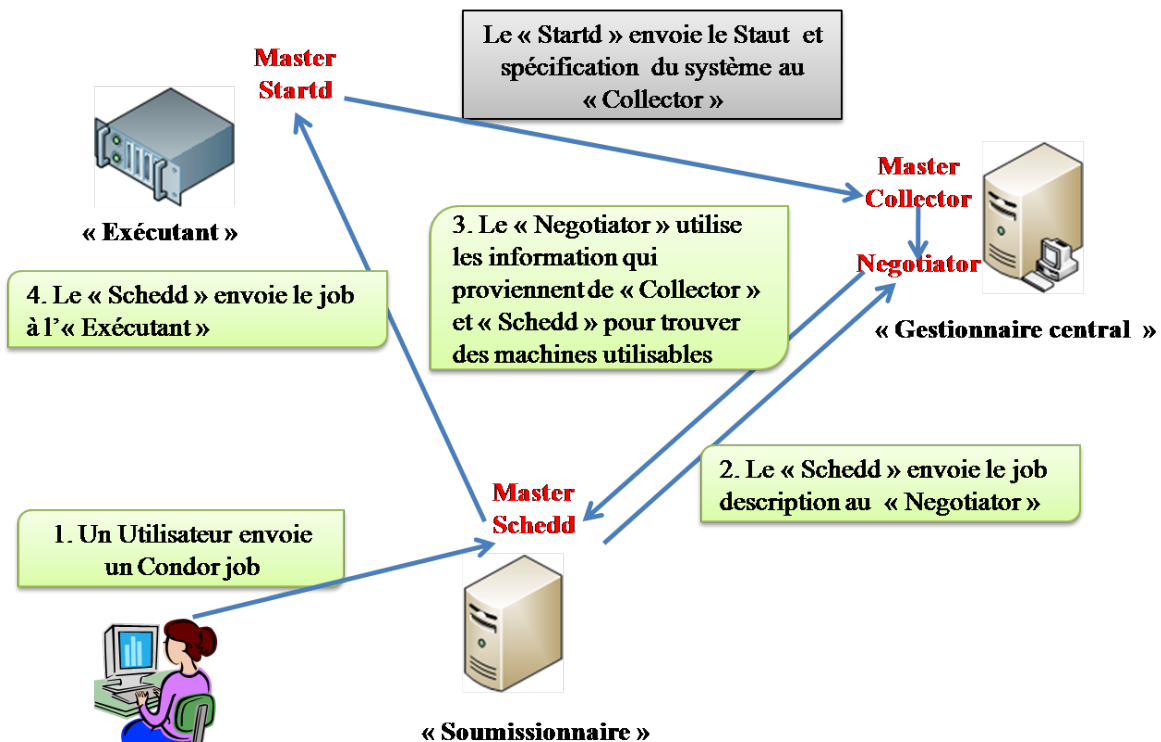 Le « Startd » envoie le Staut et
spécification du système au
« Collector »
Master
Startd
Master
Collector
« Exécutant »
3. Le « Negotiator » utilise
les information qui
proviennent de « Collector »
et « Schedd » pour trouver
des machines utilisables
Negotiator
4. Le « Schedd » envoie le job
à l'« Exécutant »
« Gestionnaire central »
2. Le « Schedd » envoie le job
description au « Negotiator »
Master
Schedd
1. Un Utilisateur envoie
un Condor job
« Soumissionnaire »